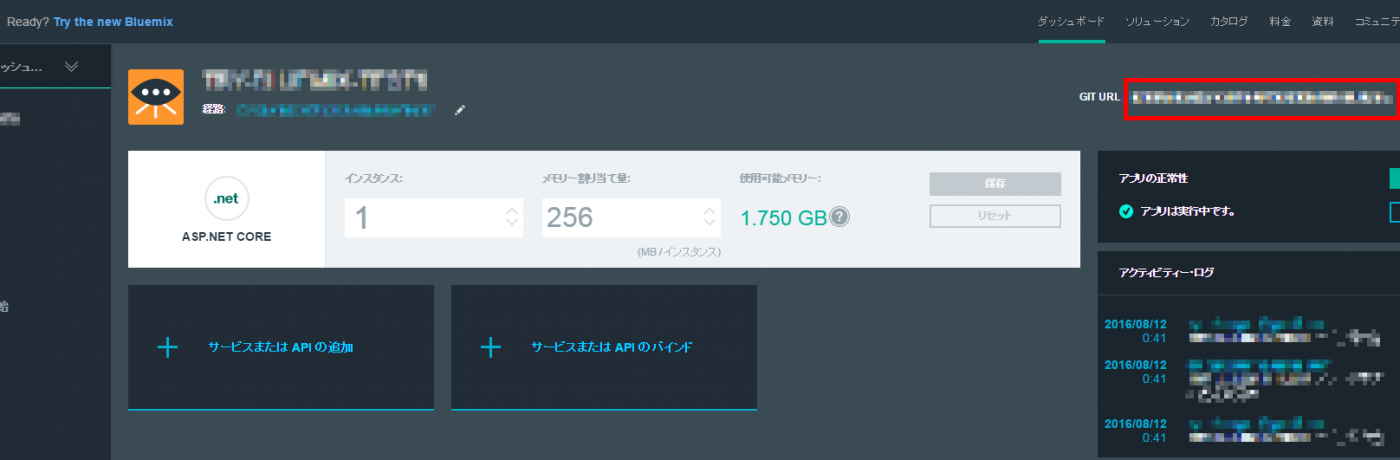 Ready? Try the new Bluemix
ダッシュボード ソリューション カタログ 料金 資料 コミュニテ
ッシュ...
経路:
GIT URL
.net
ASP.NET CORE
インスタンス:
1
メモリー割り当て量:
256
(MB / インスタンス)
使用可能メモリー:
1.750 GB
?
保存
リセット
アプリの正常性
アプリは実行中です。
サービスまたは API の追加
サービスまたは API のバインド
アクティビティー・ログ
2016/08/12
0:41
2016/08/12
0:41
2016/08/12
0:41
始